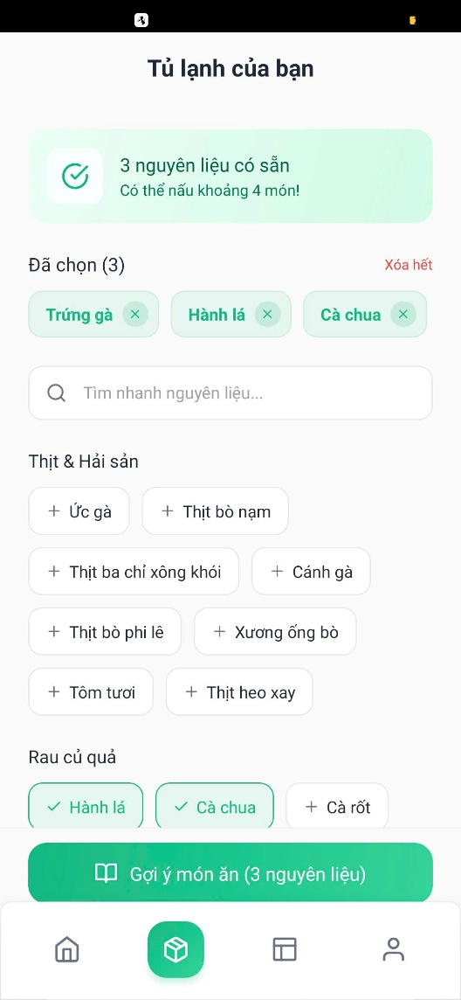 Tủ lạnh của bạn
3 nguyên liệu có sẵn
Có thể nấu khoảng 4 món!
Đã chọn (3)
Xóa hết
Trứng gà
Hành lá
Cà chua
Tìm nhanh nguyên liệu...
Thịt & Hải sản
Ức gà
Thịt bò nạm
Thịt ba chỉ xông khói
Cánh gà
Thịt bò phi lê
Xương ống bò
Tôm tươi
Thịt heo xay
Rau củ quả
Hành lá
Cà chua
Cà rốt
Gợi ý món ăn (3 nguyên liệu)